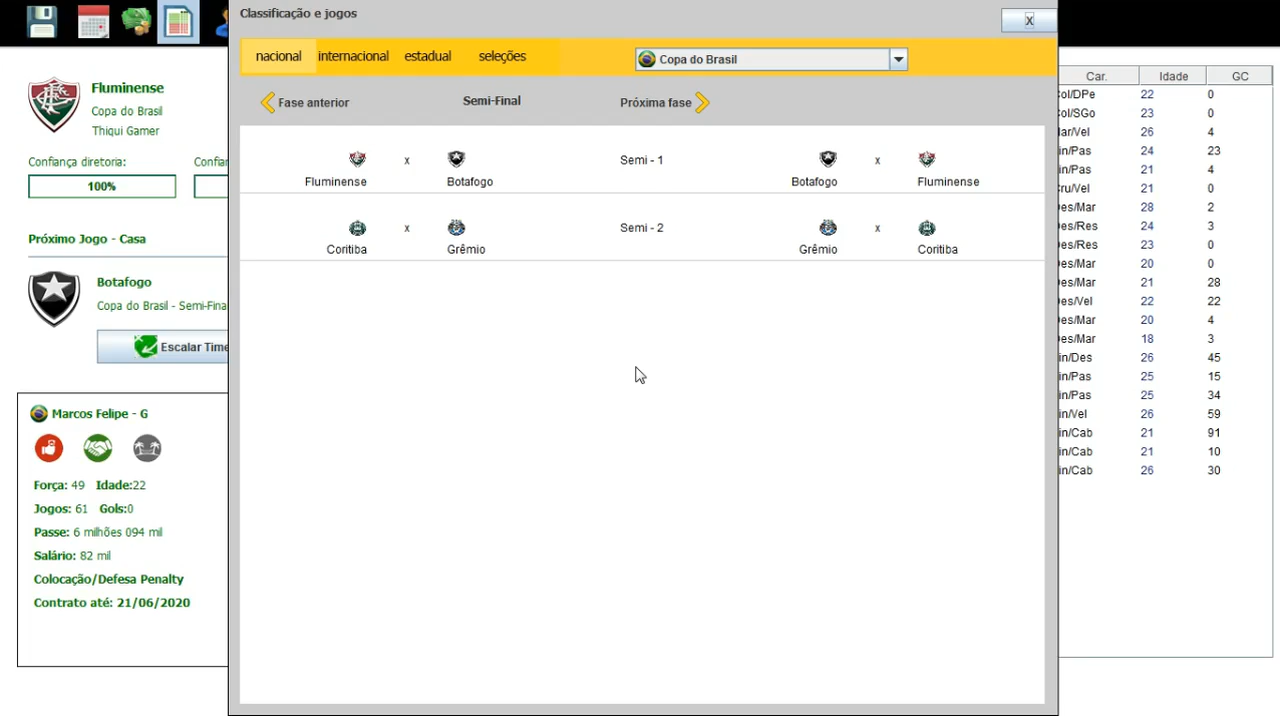 Classificação e jogos
X
nacional internacional estadual seleções
Copa do Brasil
Fase anterior Semi-Final Próxima fase
x Semi - 1 x
Fluminense Botafogo Botafogo Fluminense
x Semi - 2 x
Coritiba Grêmio Grêmio Coritiba
Fluminense
Copa do Brasil
Thiqui Gamer
Confiança diretoria: Confian
100%
Próximo Jogo - Casa
Botafogo
Copa do Brasil - Semi-Fina
Escalar Time
Marcos Felipe - G
Força: 49 Idade:22
Jogos: 61 Gols:0
Passe: 6 milhões 094 mil
Salário: 82 mil
Colocação/Defesa Penalty
Contrato até: 21/06/2020
Car. Idade GC
Col/DPe 22 0
Col/SGo 23 0
Mar/Vel 26 4
in/Pas 24 23
in/Pas 21 4
Cru/Vel 21 0
Des/Mar 28 2
Des/Res 24 3
Des/Res 23 0
Des/Mar 20 0
Des/Mar 21 28
Des/Vel 22 22
Des/Mar 20 4
Des/Mar 18 3
in/Des 26 45
in/Pas 25 15
in/Pas 25 34
in/Vel 26 59
in/Cab 21 91
in/Cab 21 10
in/Cab 26 30